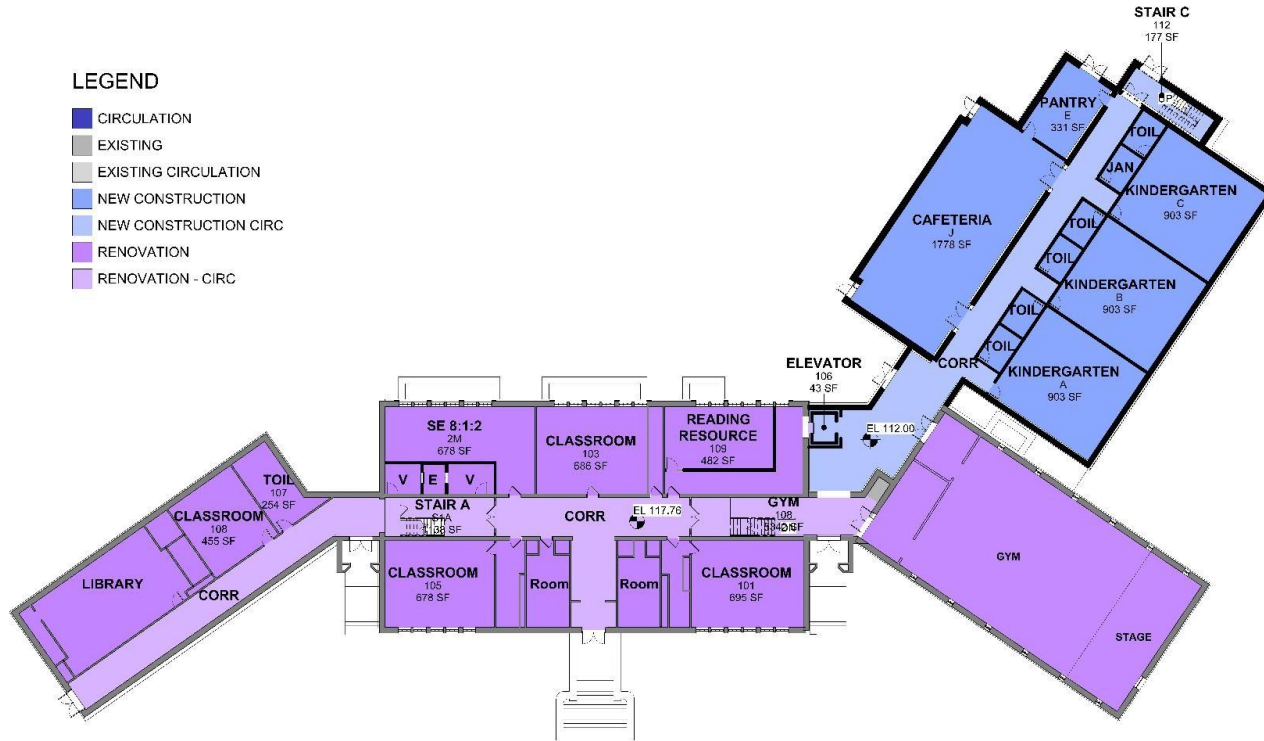 STAIR C
112
177 SF
UP
LEGEND
CIRCULATION
EXISTING
EXISTING CIRCULATION
NEW CONSTRUCTION
NEW CONSTRUCTION CIRC
RENOVATION
RENOVATION - CIRC
PANTRY
E
331 SF
TOIL
JAN
KINDERGARTEN
C
903 SF
CAFETERIA
J
1778 SF
TOIL
TOIL
KINDERGARTEN
B
903 SF
TOIL
TOIL
CORR
KINDERGARTEN
A
903 SF
ELEVATOR
106
43 SF
EL 112.00
SE 8:1:2
2M
678 SF
V
E
V
CLASSROOM
103
686 SF
READING
RESOURCE
109
482 SF
TOIL
107
254 SF
CLASSROOM
108
455 SF
LIBRARY
CORR
STAIR A
S1A
CORR
EL 117.76
GYM
108
CLASSROOM
105
678 SF
Room
Room
CLASSROOM
101
695 SF
GYM
STAGE